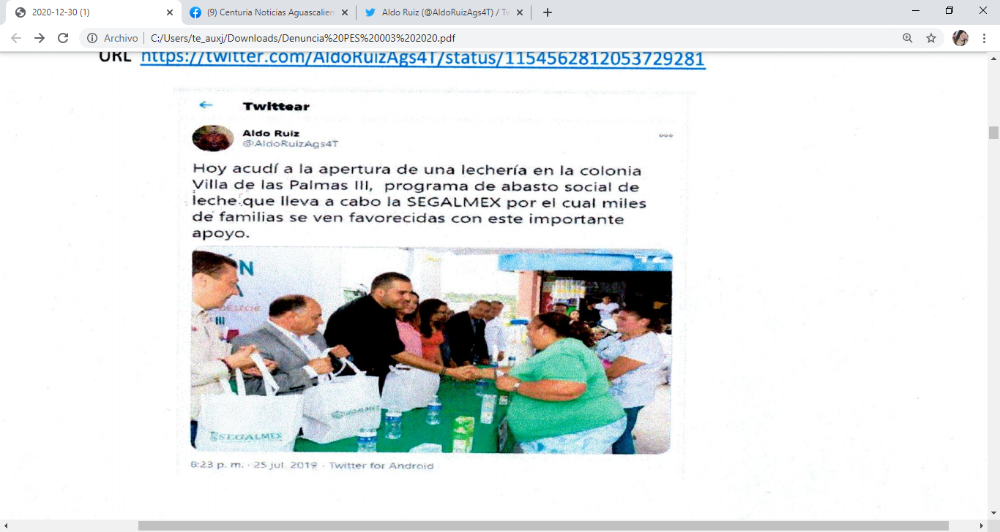 2020-12-30 (1)
(9) Centuria Noticias Aguascalien
Aldo Ruiz (@AldoRuizAgs4T) / Tw
Archivo
C:/Users/te_auxj/Downloads/Denuncia%20PES%20003%202020.pdf
URL https://twitter.com/AldoRuizAgs4T/status/1154562812053729281
Twittear
Aldo Ruiz
@AldoRuizAgs4T
Hoy acudí a la apertura de una lechería en la colonia
Villa de las Palmas III, programa de abasto social de
leche que lleva a cabo la SEGALMEX por el cual miles
de familias se ven favorecidas con este importante
apoyo.
ÓN
DE LECHE
III
SEGALMEX
SEGALMEX
8:23 p. m. · 25 jul. 2019 · Twitter for Android